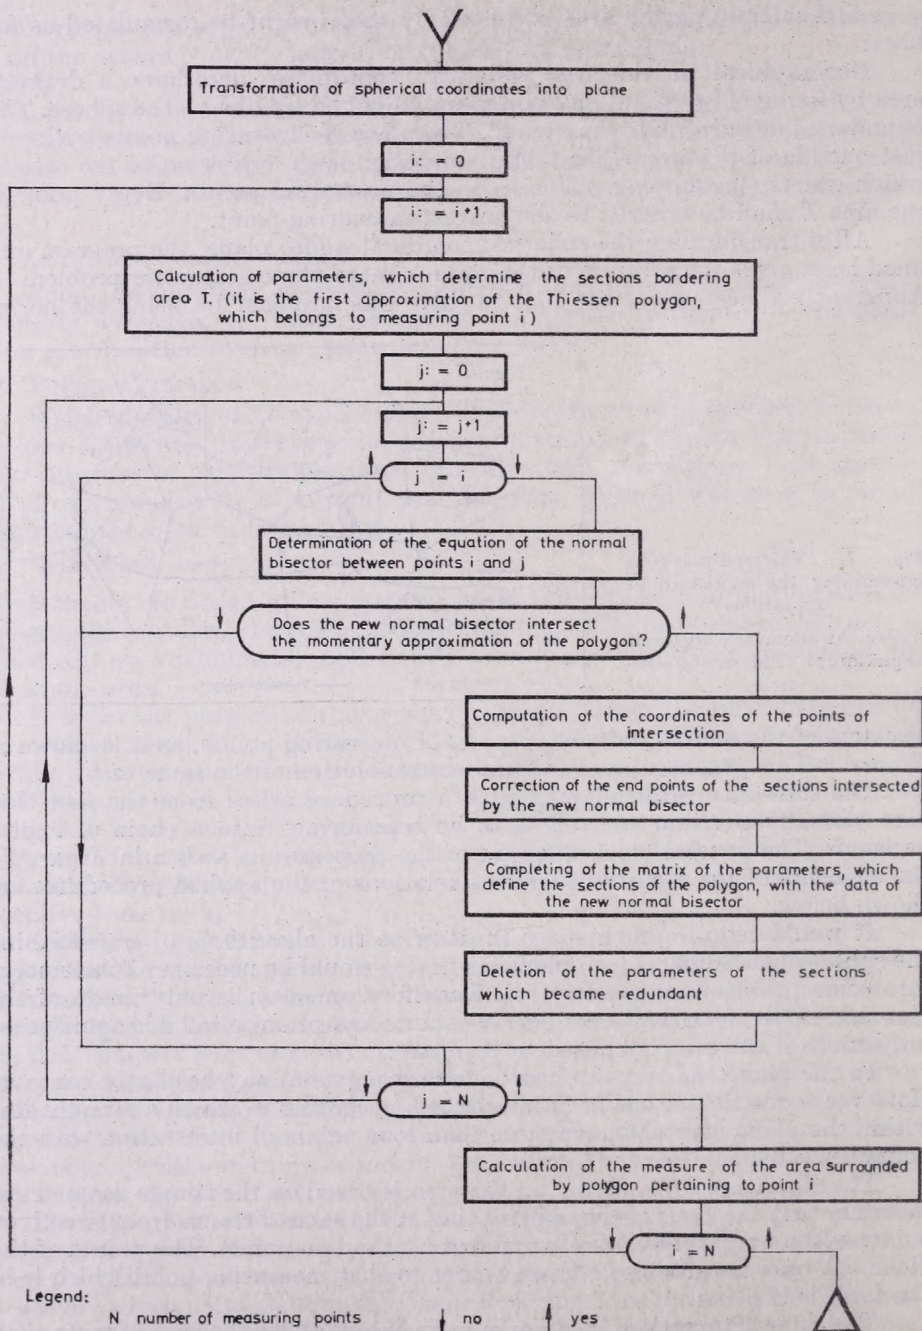 Transformation of spherical coordinates into plane
i: = 0
i: = i+1
Calculation of parameters, which determine the sections bordering
area T, (it is the first approximation of the Thiessen polygon,
which belongs to measuring point i)
j: = 0
j: = j+1
j = i
Determination of the equation of the normal
bisector between points i and j
Does the new normal bisector intersect
the momentary approximation of the polygon?
Computation of the coordinates of the points of
intersection
Correction of the end points of the sections intersected
by the new normal bisector
Completing of the matrix of the parameters, which
define the sections of the polygon, with the data of
the new normal bisector
Deletion of the parameters of the sections
which became redundant
j = N
Calculation of the measure of the area surrounded
by polygon pertaining to point i
i = N
Legend:
N number of measuring points
no
yes